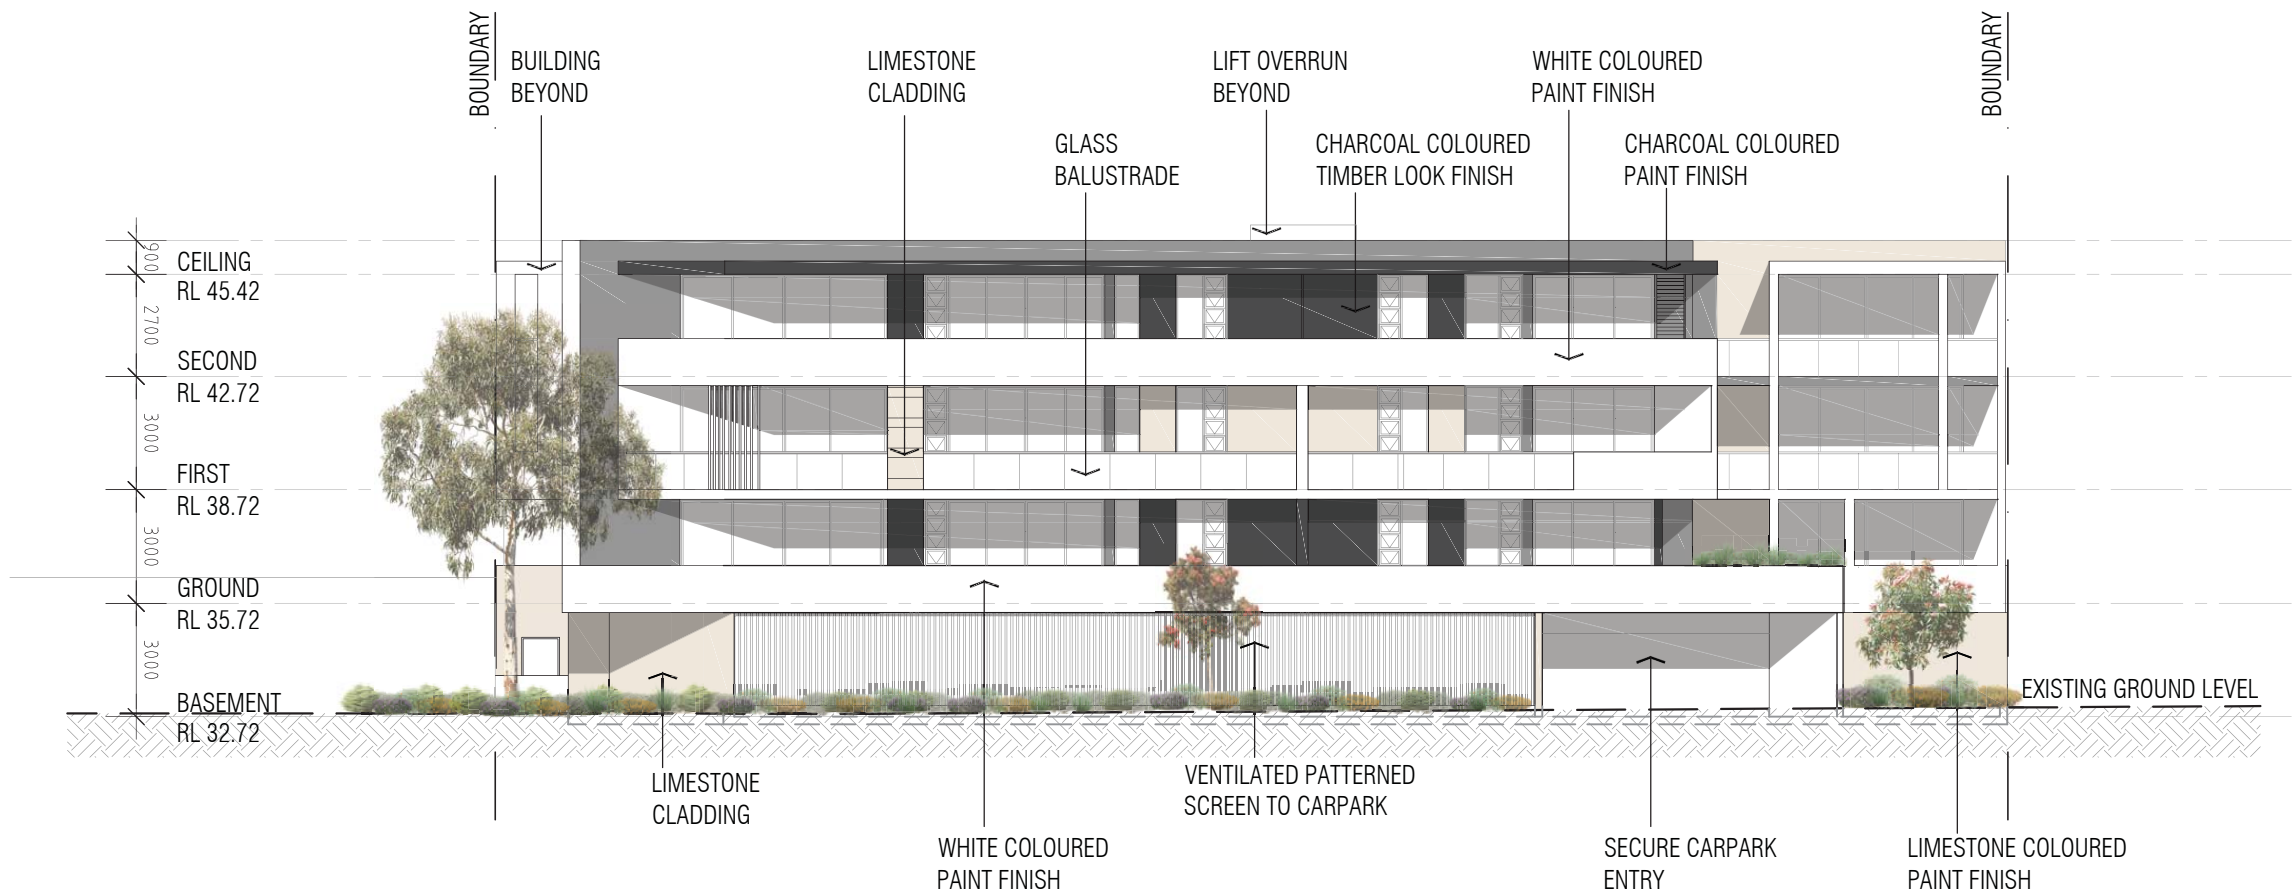 BOUNDARY
BUILDING
BEYOND
LIMESTONE
CLADDING
LIFT OVERRUN
BEYOND
WHITE COLOURED
PAINT FINISH
BOUNDARY
GLASS
BALUSTRADE
CHARCOAL COLOURED
TIMBER LOOK FINISH
CHARCOAL COLOURED
PAINT FINISH
900
CEILING
RL 45.42
2700
SECOND
RL 42.72
3000
FIRST
RL 38.72
3000
GROUND
RL 35.72
3000
BASEMENT
RL 32.72
EXISTING GROUND LEVEL
LIMESTONE
CLADDING
VENTILATED PATTERNED
SCREEN TO CARPARK
WHITE COLOURED
PAINT FINISH
SECURE CARPARK
ENTRY
LIMESTONE COLOURED
PAINT FINISH